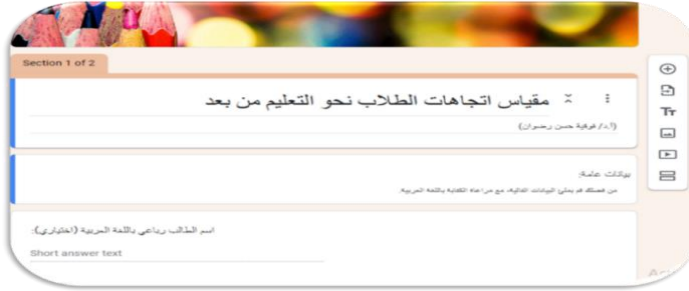 Section 1 of 2
مقياس اتجاهات الطلاب نحو التعليم من بعد
(أ.د/ فوقية حسن رضوان)
بيانات عامة:
من فضلك قم بملئ البيانات التالية، مع مراعاة الكتابة باللغة العربية.
اسم الطالب رباعي باللغة العربية (اختياري):
Short answer text